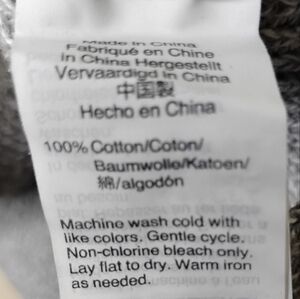 Made in China
Fabriqué en Chine
in China Hergestellt
Vervaardigd in China
中国製
Hecho en China
100% Cotton/Coton/
Baumwolle/Katoen/
綿/algodón
Machine wash cold with
like colors. Gentle cycle.
Non-chlorine bleach only.
Lay flat to dry. Warm iron
as needed.